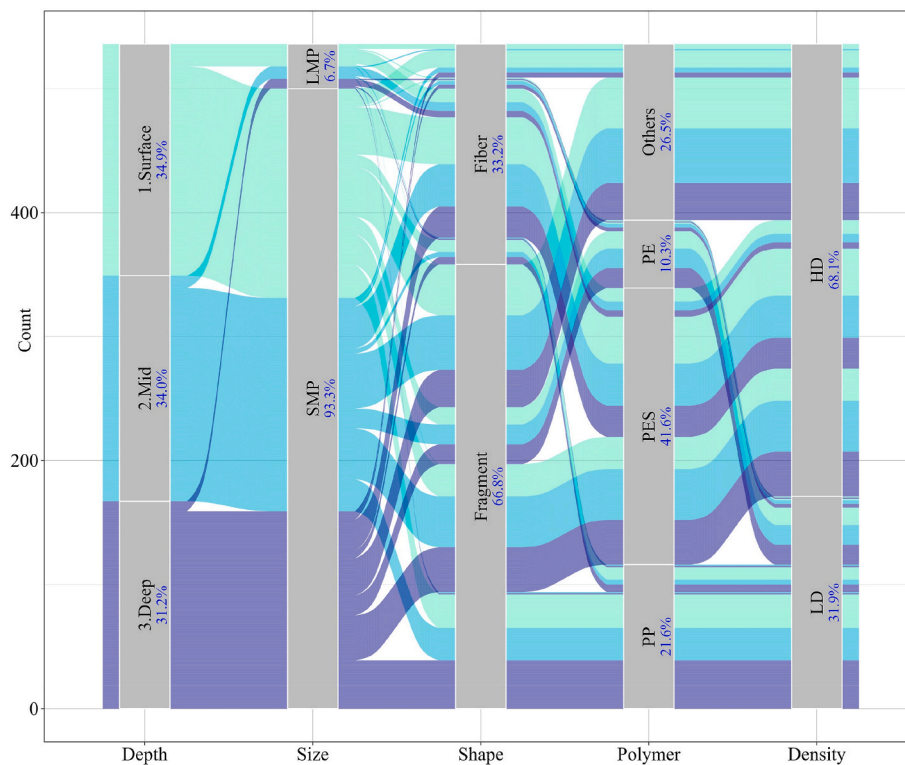 Count
400
200
0
1.Surface
34.9%
2.Mid
34.0%
3.Deep
31.2%
LMP
6.7%
SMP
93.3%
Fiber
33.2%
Fragment
66.8%
Others
26.5%
PE
10.3%
PES
41.6%
PP
21.6%
HD
68.1%
LD
31.9%
Depth
Size
Shape
Polymer
Density